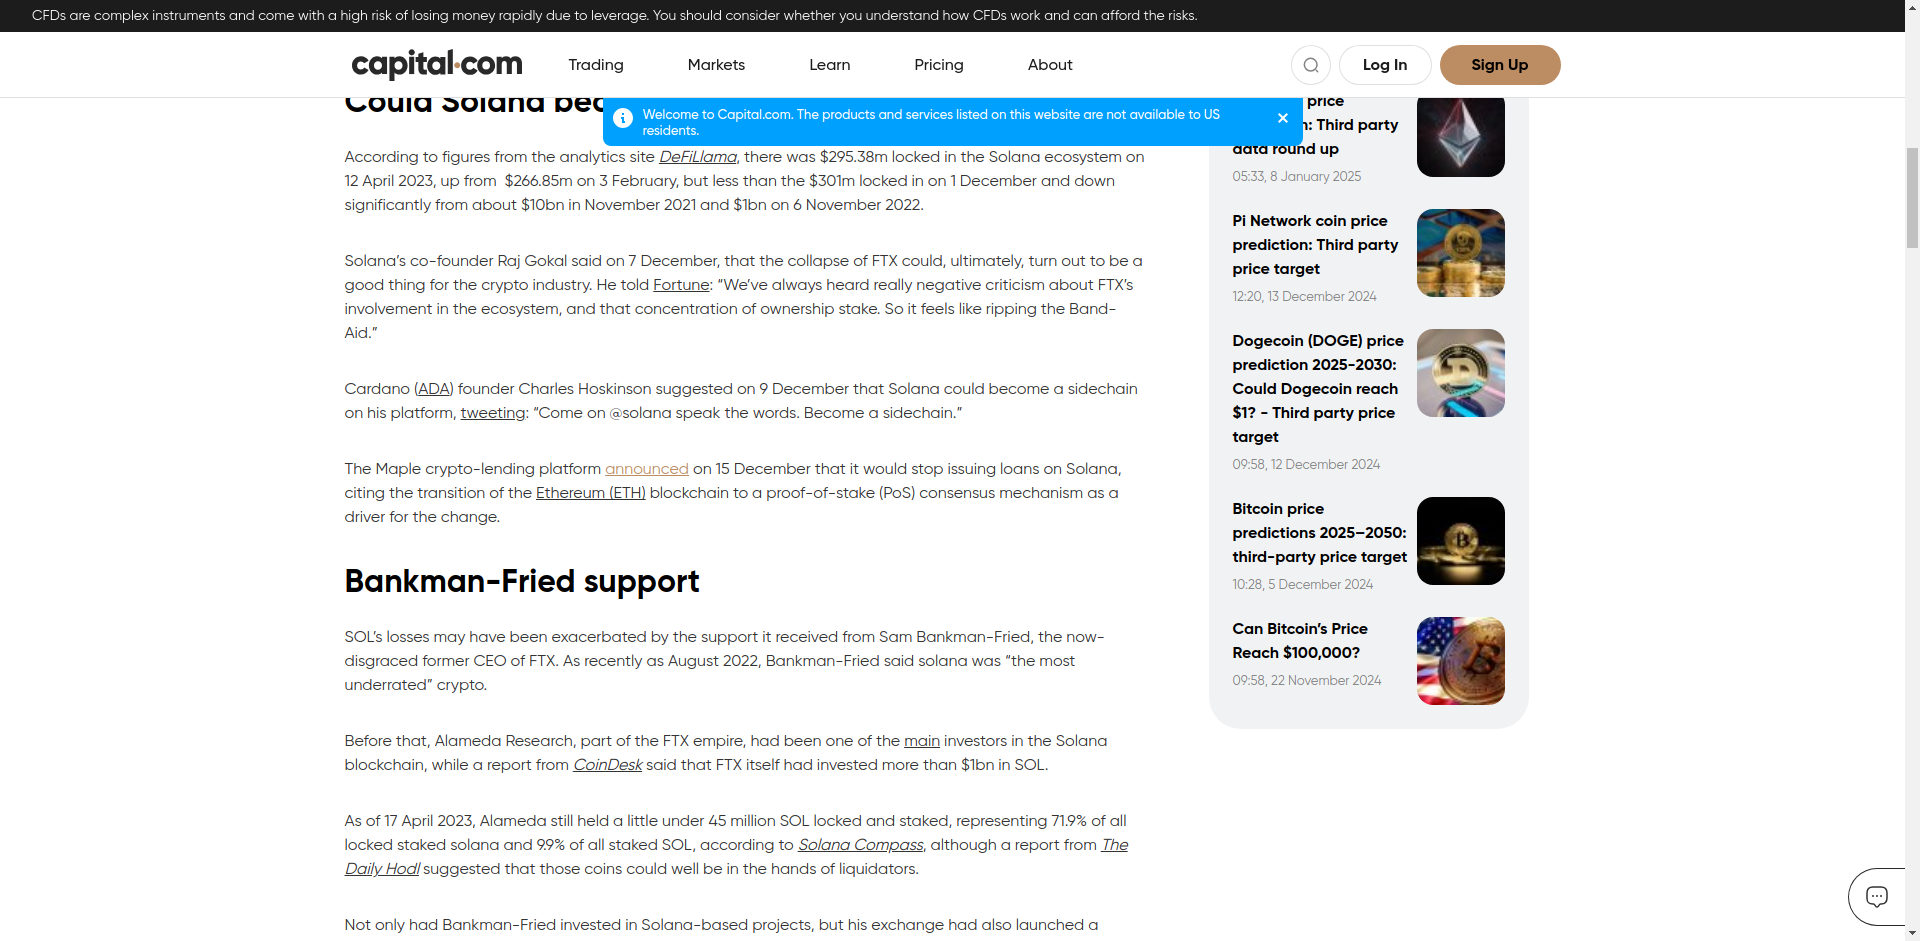 CFDs are complex instruments and come with a high risk of losing money rapidly due to leverage. You should consider whether you understand how CFDs work and can afford the risks.
capital.com
Trading
Markets
Learn
Pricing
About
Log In
Sign Up
Welcome to Capital.com. The products and services listed on this website are not available to US
residents.
Could Solana
According to figures from the analytics site DeFiLlama, there was $295.38m locked in the Solana ecosystem on
12 April 2023, up from  $266.85m on 3 February, but less than the $301m locked in on 1 December and down
significantly from about $10bn in November 2021 and $1bn on 6 November 2022.
Solana’s co-founder Raj Gokal said on 7 December, that the collapse of FTX could, ultimately, turn out to be a
good thing for the crypto industry. He told Fortune: “We’ve always heard really negative criticism about FTX’s
involvement in the ecosystem, and that concentration of ownership stake. So it feels like ripping the Band-
Aid.”
Cardano (ADA) founder Charles Hoskinson suggested on 9 December that Solana could become a sidechain
on his platform, tweeting: “Come on @solana speak the words. Become a sidechain.”
The Maple crypto-lending platform announced on 15 December that it would stop issuing loans on Solana,
citing the transition of the Ethereum (ETH) blockchain to a proof-of-stake (PoS) consensus mechanism as a
driver for the change.
Bankman-Fried support
SOL’s losses may have been exacerbated by the support it received from Sam Bankman-Fried, the now-
disgraced former CEO of FTX. As recently as August 2022, Bankman-Fried said solana was “the most
underrated” crypto.
Before that, Alameda Research, part of the FTX empire, had been one of the main investors in the Solana
blockchain, while a report from CoinDesk said that FTX itself had invested more than $1bn in SOL.
As of 17 April 2023, Alameda still held a little under 45 million SOL locked and staked, representing 71.9% of all
locked staked solana and 9.9% of all staked SOL, according to Solana Compass, although a report from The
Daily Hodl suggested that those coins could well be in the hands of liquidators.
Not only had Bankman-Fried invested in Solana-based projects, but his exchange had also launched a
price
Third party
data round up
05:33, 8 January 2025
Pi Network coin price
prediction: Third party
price target
12:20, 13 December 2024
Dogecoin (DOGE) price
prediction 2025-2030:
Could Dogecoin reach
$1? - Third party price
target
09:58, 12 December 2024
Bitcoin price
predictions 2025–2050:
third-party price target
10:28, 5 December 2024
Can Bitcoin’s Price
Reach $100,000?
09:58, 22 November 2024